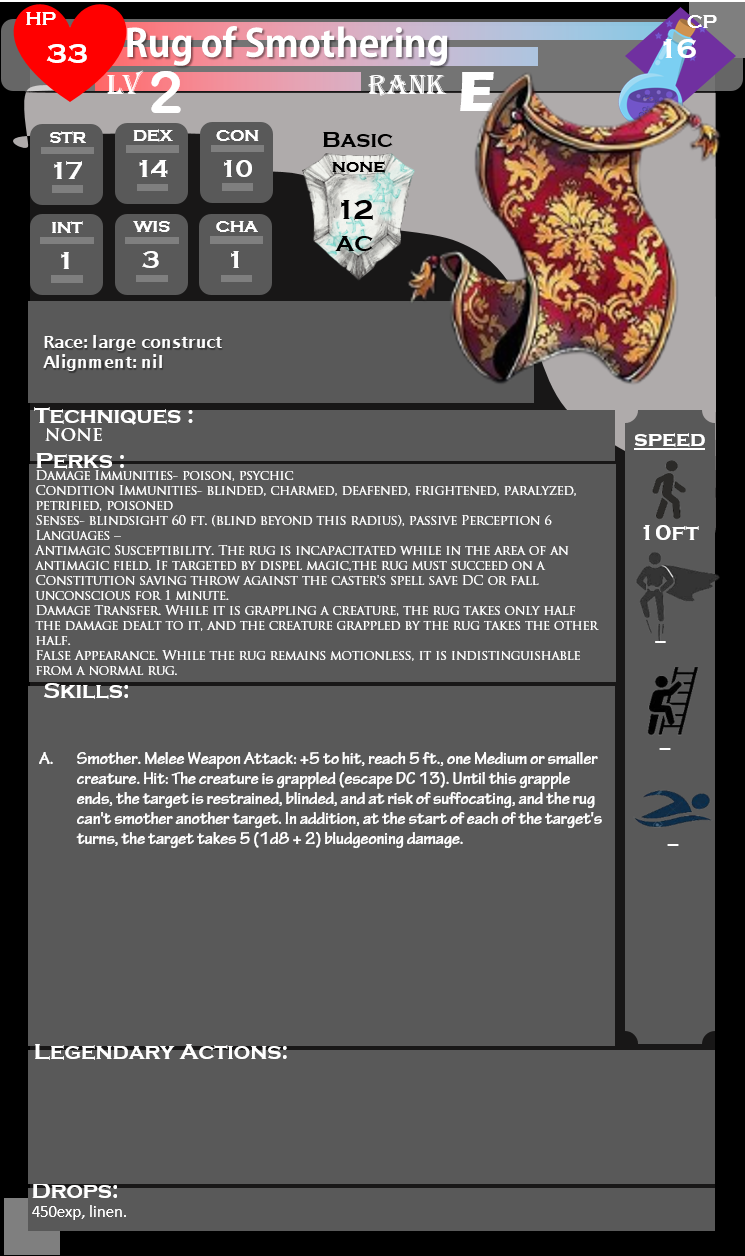 HP
33
Rug of Smothering
CP
16
LV 2
RANK E
STR
17
DEX
14
CON
10
INT
1
WIS
3
CHA
1
Basic
none
12
AC
Race: large construct
Alignment: nil
Techniques :
NONE
Perks :
Damage Immunities- poison, psychic
Condition Immunities- blinded, charmed, deafened, frightened, paralyzed,
petrified, poisoned
Senses- blindsight 60 ft. (blind beyond this radius), passive Perception 6
Languages –
Antimagic Susceptibility. The rug is incapacitated while in the area of an
antimagic field. If targeted by dispel magic,the rug must succeed on a
Constitution saving throw against the caster's spell save DC or fall
unconscious for 1 minute.
Damage Transfer. While it is grappling a creature, the rug takes only half
the damage dealt to it, and the creature grappled by the rug takes the other
half.
False Appearance. While the rug remains motionless, it is indistinguishable
from a normal rug.
Skills:
A. Smother. Melee Weapon Attack: +5 to hit, reach 5 ft., one Medium or smaller
creature. Hit: The creature is grappled (escape DC 13). Until this grapple
ends, the target is restrained, blinded, and at risk of suffocating, and the rug
can't smother another target. In addition, at the start of each of the target's
turns, the target takes 5 (1d8 + 2) bludgeoning damage.
SPEED
10FT
–
–
–
Legendary Actions:
Drops:
450exp, linen.